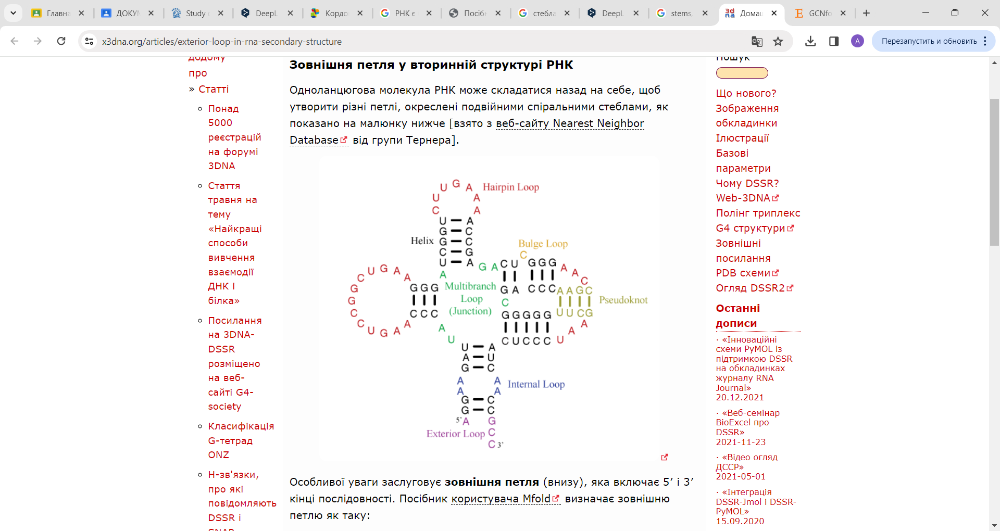 Главна
ДОКУМ
Study
DeepL
Кордо
РНК є
Посіб
стебла
DeepL
stems,
Домаш
GCNfo
x3dna.org/articles/exterior-loop-in-rna-secondary-structure
A
Перезапустить и обновить
додому
про
» Статті
Понад
5000
реєстрацій
на форумі
3DNA
Стаття
травня на
тему
«Найкращі
способи
вивчення
взаємодії
ДНК і
білка»
Посилання
на 3DNA-
DSSR
розміщено
на веб-
сайті G4-
society
Класифікація
G-тетрад
ONZ
Н-зв'язки,
про які
повідомляють
DSSR і
SNAP
Зовнішня петля у вторинній структурі РНК
Одноланцюгова молекула РНК може складатися назад на себе, щоб
утворити різні петлі, окреслені подвійними спіральними стеблами, як
показано на малюнку нижче [взято з веб-сайту Nearest Neighbor
Database від групи Тернера].
U G A Hairpin Loop
U A
C A
U A
G C
Helix G C
C G
U A
Bulge Loop
C
G A C U G G G A A C
A
C U G A A A
G G C C U G A A
G G G
C C C
Multibranch
Loop
(Junction)
G A C C C A A G C
C
G G G G G U U C G
Pseudoknot
C U C C C U A A
A
U
U A
A U
G C
A A
A A
Internal Loop
G C
G C
5' A G
Exterior Loop C
C 3'
Особливої уваги заслуговує зовнішня петля (внизу), яка включає 5′ і 3′
кінці послідовності. Посібник користувача Mfold визначає зовнішню
петлю як таку:
Пошук
Що нового?
Зображення
обкладинки
Ілюстрації
Базові
параметри
Чому DSSR?
Web-3DNA
Полінг триплекс
G4 структури
Зовнішні
посилання
PDB схеми
Огляд DSSR2
Останні
дописи
· «Інноваційні
схеми PyMOL із
підтримкою DSSR
на обкладинках
журналу RNA
Journal»
20.12.2021
· «Веб-семінар
BioExcel про
DSSR»
2021-11-23
· «Відео огляд
ДССР»
2021-05-01
· «Інтеграція
DSSR-Jmol і DSSR-
PyMOL»
15.09.2020